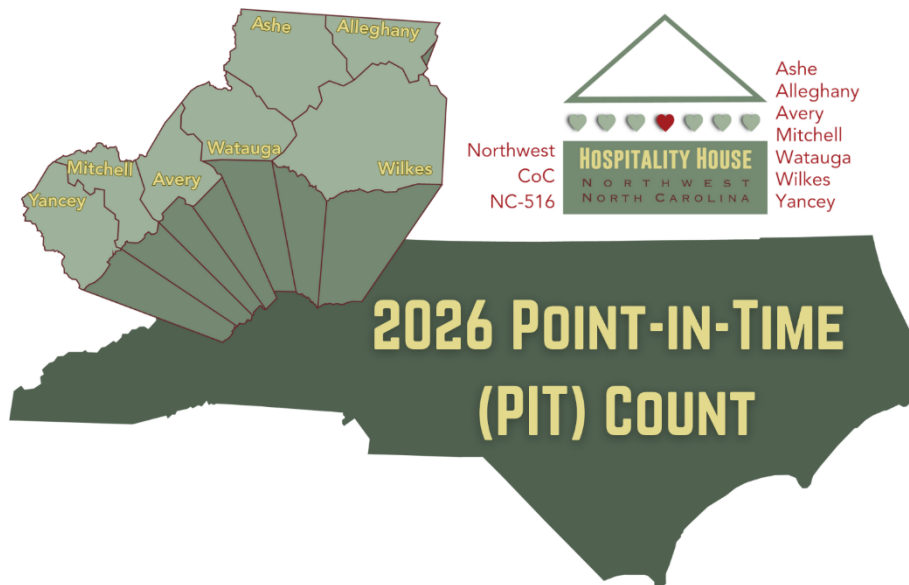 Ashe
Alleghany
Watauga
Mitchell
Avery
Wilkes
Yancey
Northwest
CoC
NC-516
HOSPITALITY HOUSE
NORTHWEST
NORTH CAROLINA
Ashe
Alleghany
Avery
Mitchell
Watauga
Wilkes
Yancey
2026 POINT-IN-TIME
(PIT) COUNT